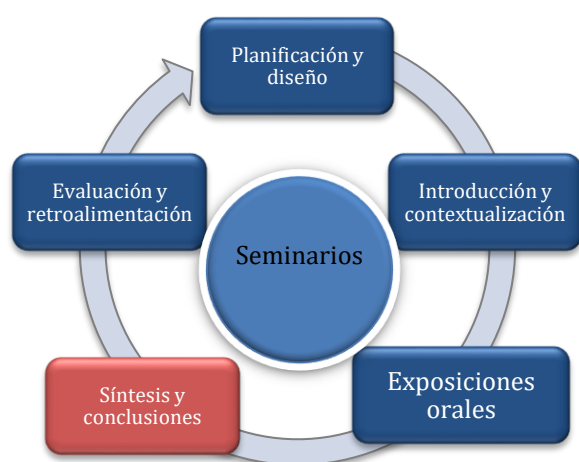 Planificación y
diseño
Introducción y
contextualización
Exposiciones
orales
Síntesis y
conclusiones
Evaluación y
retroalimentación
Seminarios